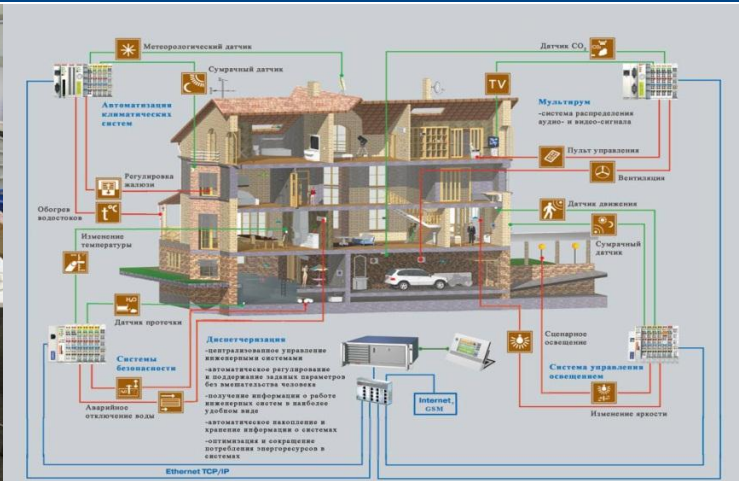 Метеорологический датчик
Сумрачный датчик
Автоматизация
климатических
систем
Регулировка
жалюзи
t°C
Обогрев
водостоков
Изменение
температуры
H₂O
Датчик протечки
Системы
безопасности
Аварийное
отключение воды
Диспетчеризация
-централизованное управление
инженерными системами
-автоматическое регулирование
и поддержание заданых параметров
без вмешательства человека
-получение информации о работе
инженерных систем в наиболее
удобном виде
-автоматическое накопление и
хранение информации о системах
-оптимизация и сокращение
потребления энергоресурсов в
системах
Ethernet TCP/IP
Internet,
GSM
Датчик CO₂
CO₂
TV
Мультирум
-система распределения
аудио- и видео-сигнала
Пульт управления
Вентиляция
Датчик движения
Сумрачный
датчик
Сценарное
освещение
Система управления
освещением
Изменение яркости